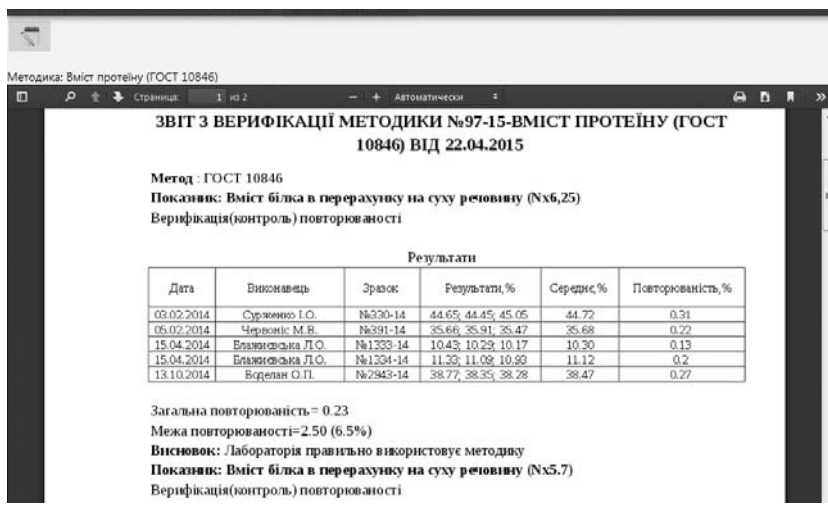 Методика: Вміст протеїну (ГОСТ 10846)
Страница: 1 из 2 − + Автоматически
ЗВІТ З ВЕРИФІКАЦІЇ МЕТОДИКИ №97-15-ВМІСТ ПРОТЕЇНУ (ГОСТ
10846) ВІД 22.04.2015
Метод : ГОСТ 10846
Показник: Вміст білка в перерахунку на суху речовину (Nx6,25)
Верифікація(контроль) повторюваності
Результати
Дата Виконавець Зразок Результати,% Середнє,% Повторюваність,%
03.02.2014 Сурженко І.О. №330-14 44.65; 44.45; 45.05 44.72 0.31
05.02.2014 Червоніс М.В. №391-14 35.66; 35.91; 35.47 35.68 0.22
15.04.2014 Блажиєвська Л.О. №1333-14 10.43; 10.29; 10.17 10.30 0.13
15.04.2014 Блажиєвська Л.О. №1334-14 11.33; 11.09; 10.93 11.12 0.2
13.10.2014 Воделан О.П. №2943-14 38.77; 38.35; 38.28 38.47 0.27
Загальна повторюваність= 0.23
Межа повторюваності=2.50 (6.5%)
Висновок: Лабораторія правильно використовує методику
Показник: Вміст білка в перерахунку на суху речовину (Nx5.7)
Верифікація(контроль) повторюваності